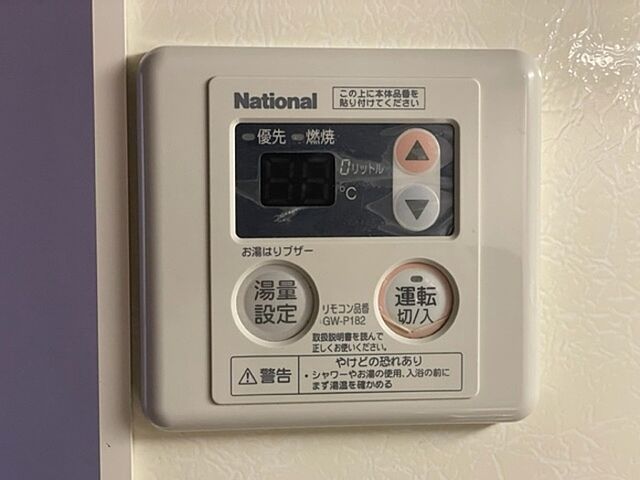 National
この上に本体品番を
貼り付けてください
優先 燃焼
0リットル
℃
お湯はりブザー
湯量
設定
リモコン品番
GW-P182
運転
切/入
取扱説明書を読んで
正しくお使いください。
警告
やけどの恐れあり
・シャワーやお湯の使用、入浴の前に
まず湯温を確かめる